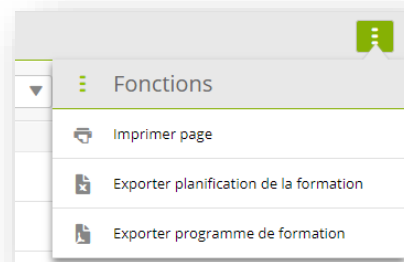 Fonctions
Imprimer page
Exporter planification de la formation
Exporter programme de formation